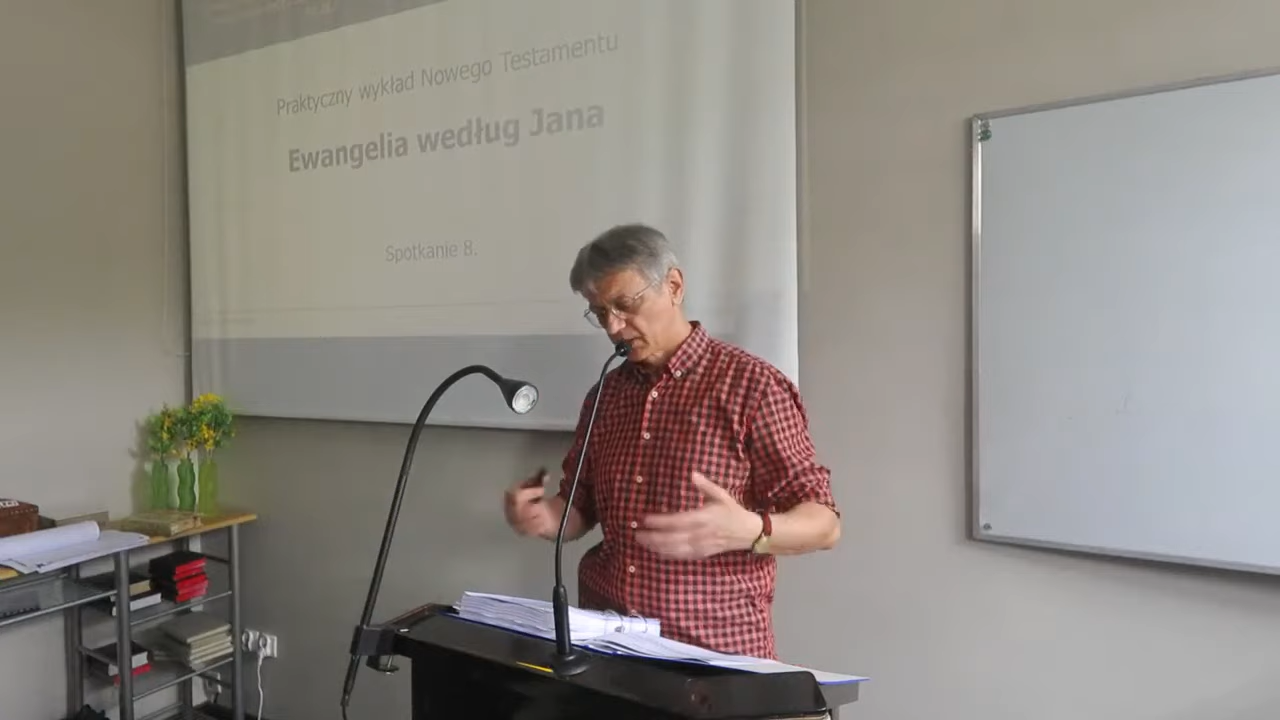 Praktyczny wykład Nowego Testamentu
Ewangelia według Jana
Spotkanie 8.